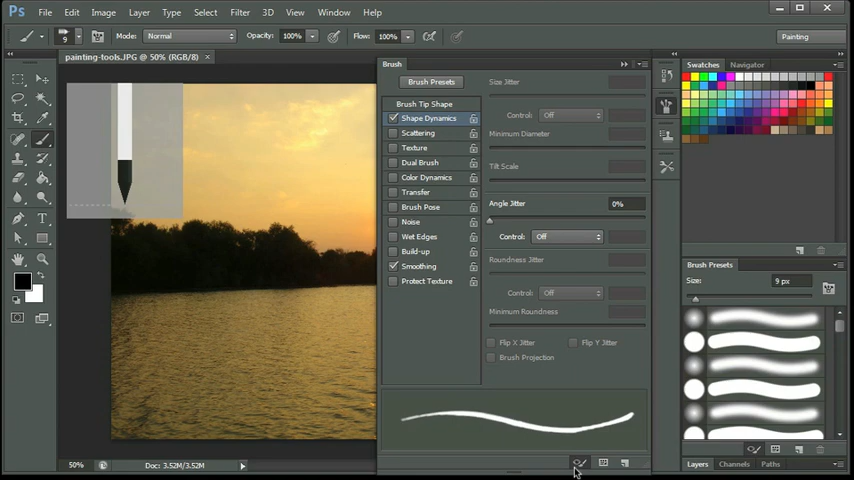 Ps File Edit Image Layer Type Select Filter 3D View Window Help
9 Mode: Normal Opacity: 100% Flow: 100% Painting
painting-tools.JPG @ 50% (RGB/8) ×
Brush
Brush Presets
Brush Tip Shape
Shape Dynamics
Scattering
Texture
Dual Brush
Color Dynamics
Transfer
Brush Pose
Noise
Wet Edges
Build-up
Smoothing
Protect Texture
Size Jitter
Control: Off
Minimum Diameter
Tilt Scale
Angle Jitter 0%
Control: Off
Roundness Jitter
Control: Off
Minimum Roundness
Flip X Jitter Flip Y Jitter
Brush Projection
Swatches Navigator
Brush Presets
Size: 9 px
Layers Channels Paths
50% Doc: 3.52M/3.52M